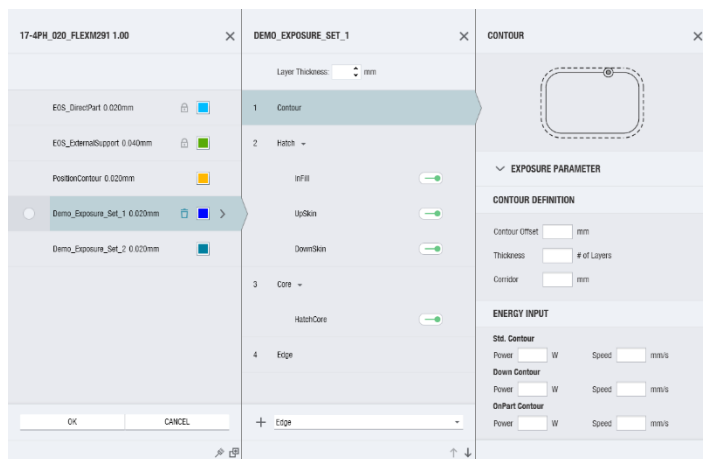 17-4PH_020_FLEXM291 1.00
EOS_DirectPart 0.020mm
EOS_ExternalSupport 0.040mm
PositionContour 0.020mm
Demo_Exposure_Set_1 0.020mm
Demo_Exposure_Set_2 0.020mm
OK CANCEL
DEMO_EXPOSURE_SET_1
Layer Thickness: mm
1 Contour
2 Hatch
InFill
UpSkin
DownSkin
3 Core
HatchCore
4 Edge
Edge
CONTOUR
EXPOSURE PARAMETER
CONTOUR DEFINITION
Contour Offset mm
Thickness # of Layers
Corridor mm
ENERGY INPUT
Std. Contour
Power W Speed mm/s
Down Contour
Power W Speed mm/s
OnPart Contour
Power W Speed mm/s